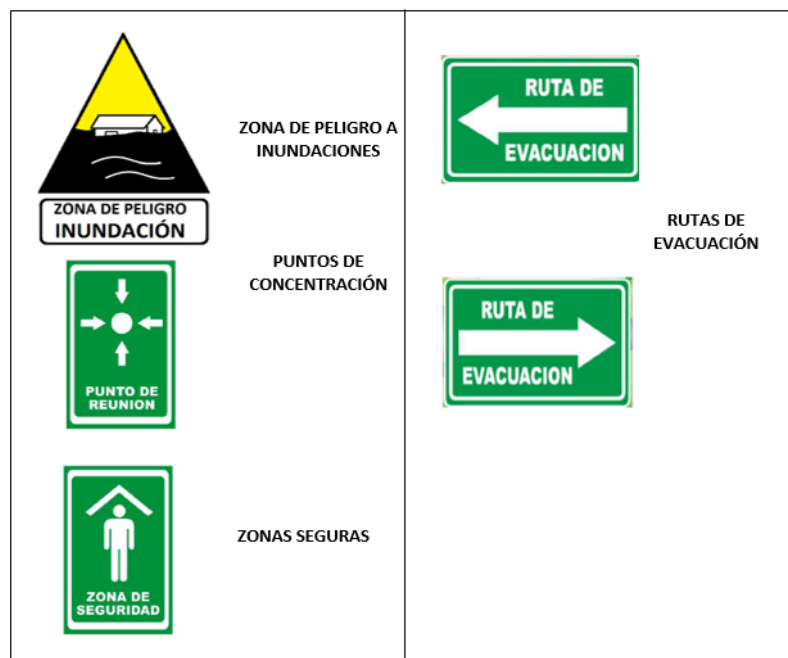 ZONA DE PELIGRO
INUNDACIÓN
ZONA DE PELIGRO A
INUNDACIONES
PUNTO DE
REUNION
PUNTOS DE
CONCENTRACIÓN
ZONA DE
SEGURIDAD
ZONAS SEGURAS
RUTA DE
EVACUACION
RUTA DE
EVACUACION
RUTAS DE
EVACUACIÓN